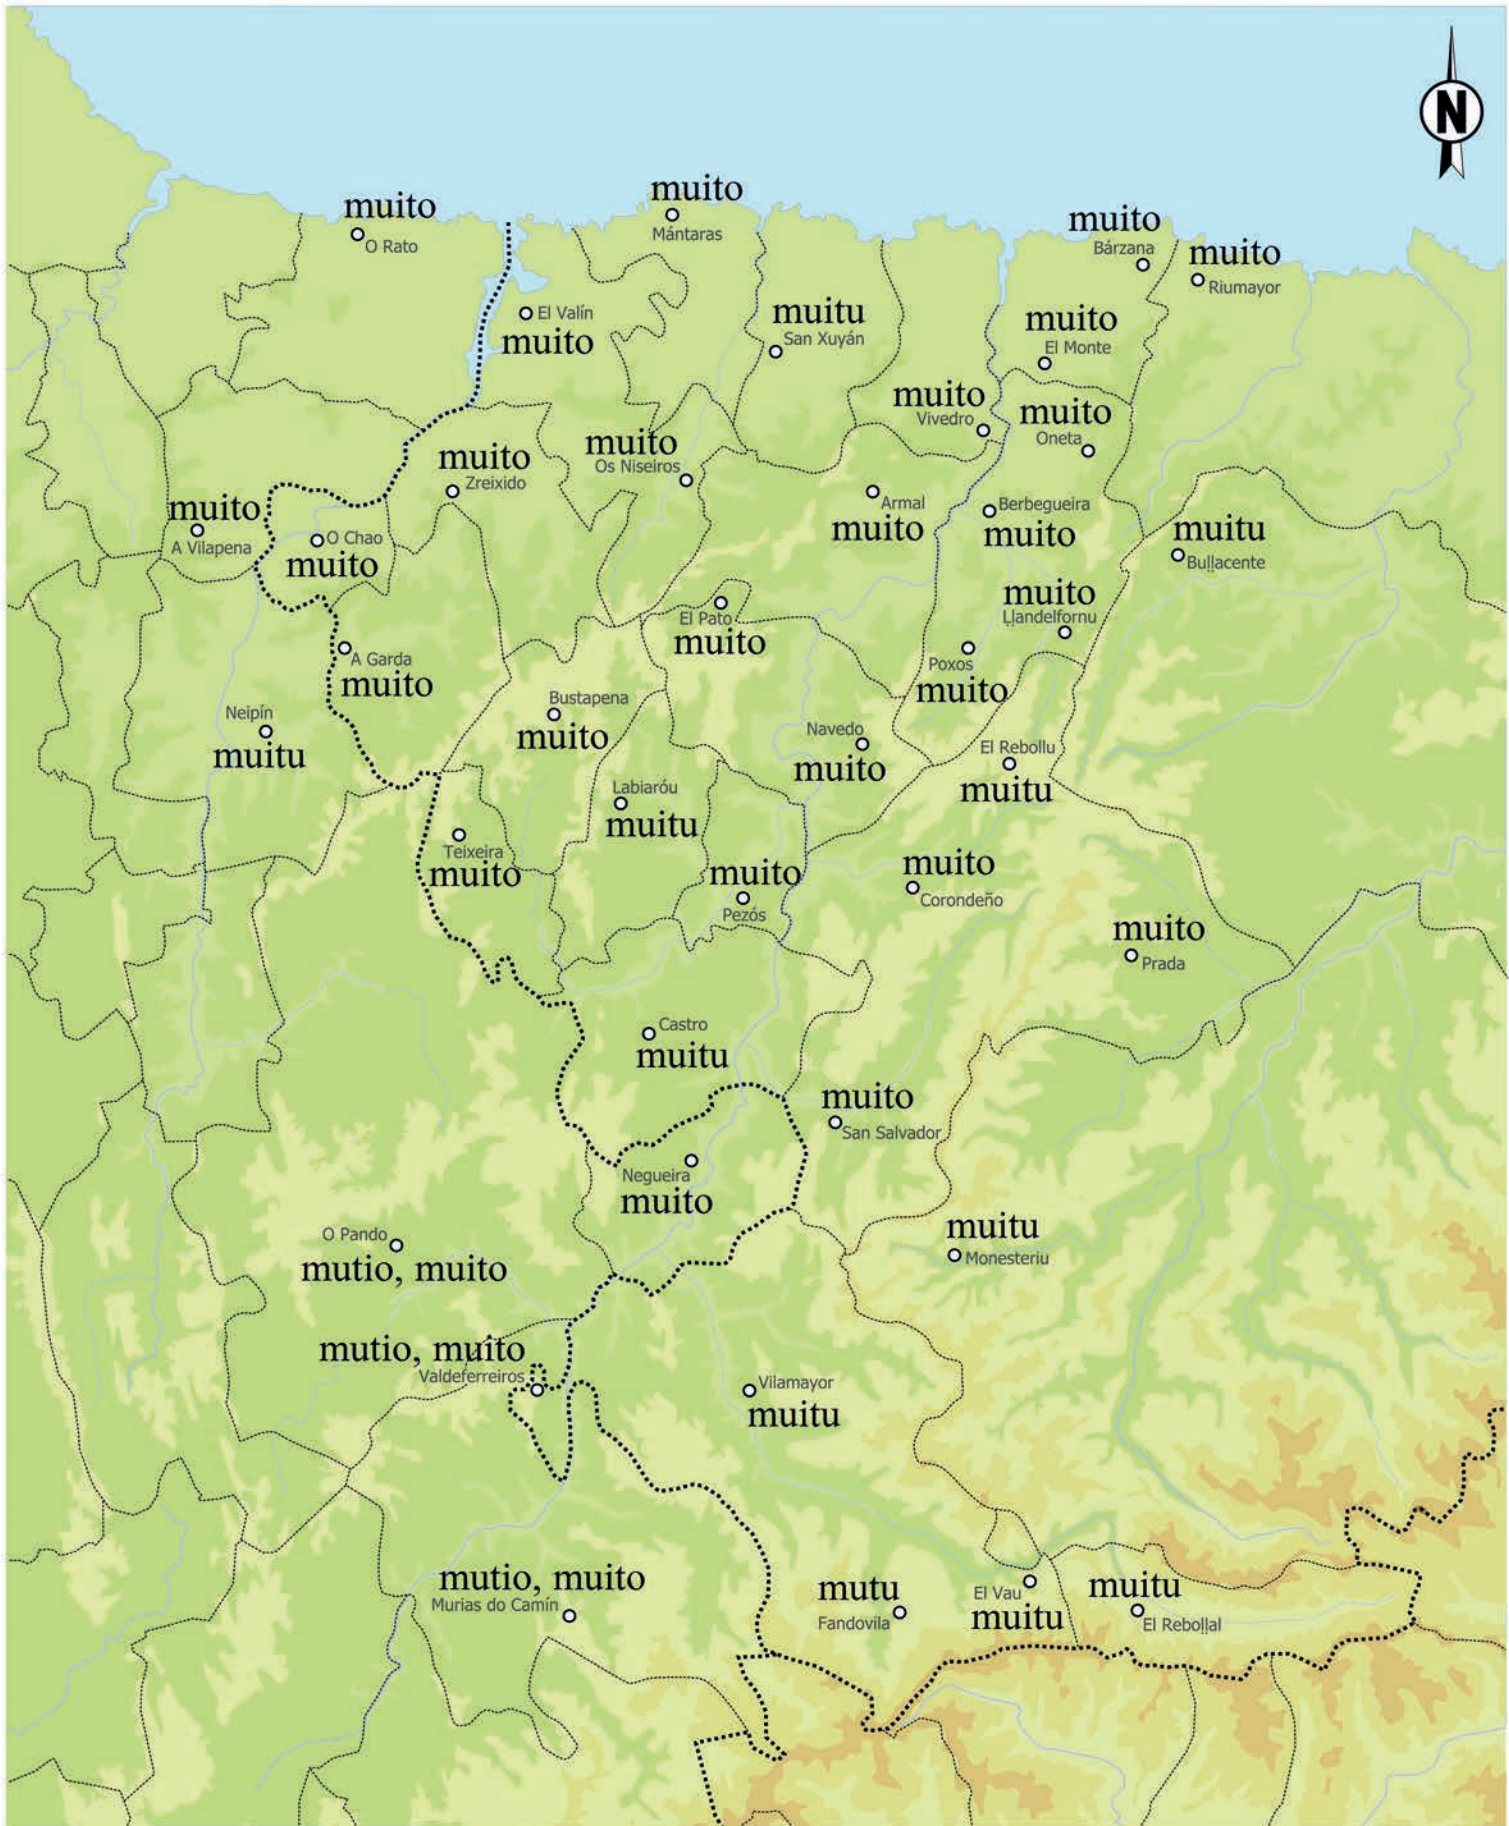 N
muito
O Rato
muito
Mántaras
muito
Bárzana
muito
Riumayor
El Valín
muito
muitu
San Xuyán
muito
El Monte
muito
Vivedro
muito
Oneta
muito
Zreixido
muito
Os Niseiros
muito
A Vilapena
O Chao
muito
Armal
muito
Berbegueira
muito
muitu
Buḷḷacente
muito
Ḷḷandelfornu
El Pato
muito
A Garda
muito
Poxos
muito
Neipín
muitu
Bustapena
muito
Navedo
muito
El Rebollu
muitu
Labiaróu
muitu
Teixeira
muito
muito
Pezós
muito
Corondeño
muito
Prada
Castro
muitu
muito
San Salvador
Negueira
muito
O Pando
mutio, muito
muitu
Monesteriu
mutio, muito
Valdeferreiros
Vilamayor
muitu
mutio, muito
Murias do Camín
mutu
Fandovila
El Vau
muitu
muitu
El Reboḷḷal